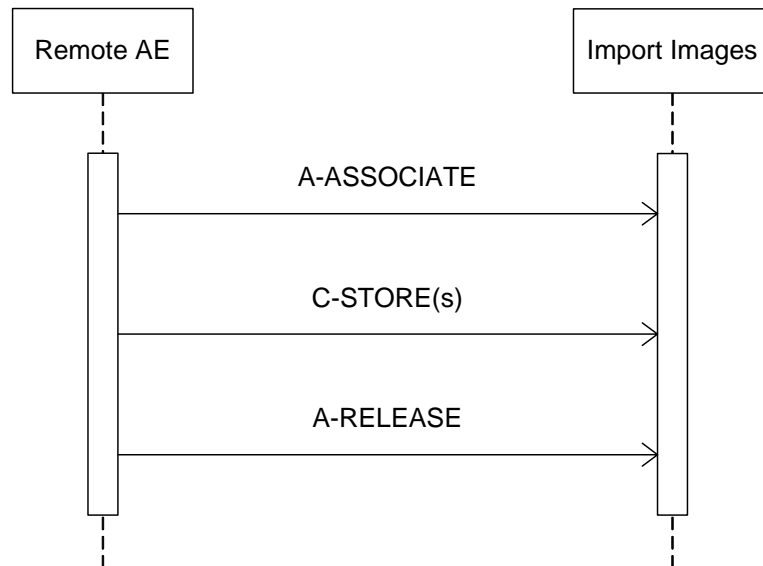 Remote AE
Import Images
A-ASSOCIATE
C-STORE(s)
A-RELEASE